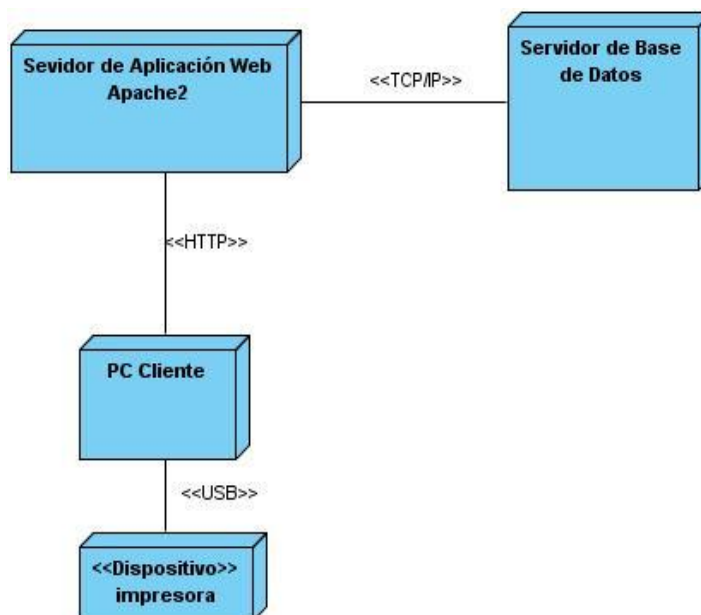 Sevidor de Aplicación Web
Apache2
<<TCP/IP>>
Servidor de Base
de Datos
<<HTTP>>
PC Cliente
<<USB>>
<<Dispositivo>>
impresora